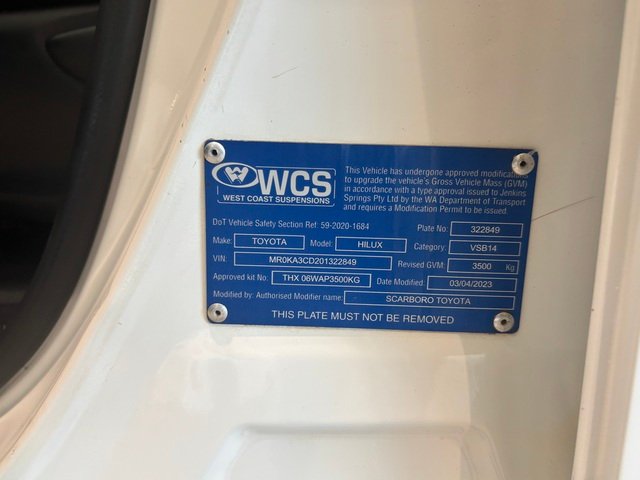 WCS
WEST COAST SUSPENSIONS
This Vehicle has undergone approved modification
to upgrade the vehicle's Gross Vehicle Mass (GVM)
in accordance with a type approval issued to Jenkins
Springs Pty Ltd by the WA Department of Transport
and requires a Modification Permit to be issued.
DoT Vehicle Safety Section Ref: 59-2020-1684 Plate No: 322849
Make: TOYOTA Model: HILUX Category: VSB14
VIN: MR0KA3CD201322849 Revised GVM: 3500 Kg
Approved kit No: THX 06WAP3500KG Date Modified: 03/04/2023
Modified by: Authorised Modifier name: SCARBORO TOYOTA
THIS PLATE MUST NOT BE REMOVED